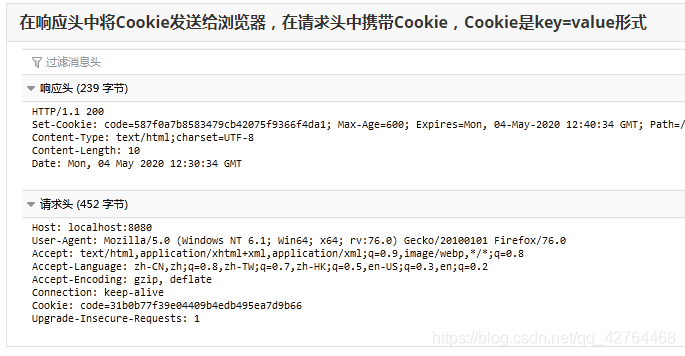 在响应头中将Cookie发送给浏览器，在请求头中携带Cookie，Cookie是key=value形式
过滤消息头
响应头 (239 字节)
HTTP/1.1 200
Set-Cookie: code=587f0a7b8583479cb42075f9366f4da1; Max-Age=600; Expires=Mon, 04-May-2020 12:40:34 GMT; Path=/
Content-Type: text/html;charset=UTF-8
Content-Length: 10
Date: Mon, 04 May 2020 12:30:34 GMT
请求头 (452 字节)
Host: localhost:8080
User-Agent: Mozilla/5.0 (Windows NT 6.1; Win64; x64; rv:76.0) Gecko/20100101 Firefox/76.0
Accept: text/html,application/xhtml+xml,application/xml;q=0.9,image/webp,*/*;q=0.8
Accept-Language: zh-CN,zh;q=0.8,zh-TW;q=0.7,zh-HK;q=0.5,en-US;q=0.3,en;q=0.2
Accept-Encoding: gzip, deflate
Connection: keep-alive
Cookie: code=31b0b77f39e04409b4edb495ea7d9b66
Upgrade-Insecure-Requests: 1
https://blog.csdn.net/qq_42764468